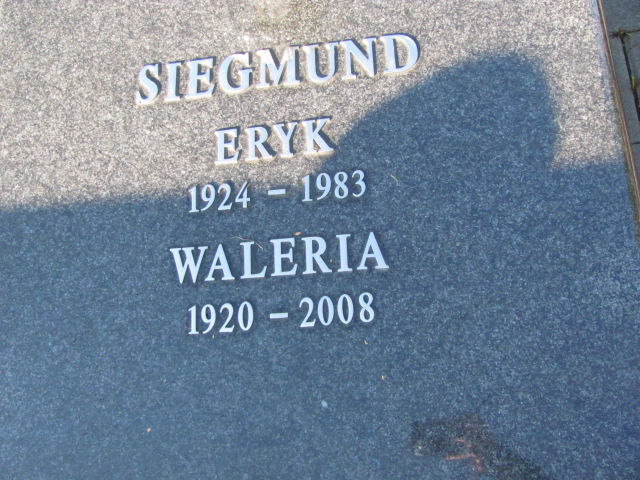 SIEGMUND
ERYK
1924 – 1983
WALERIA
1920 – 2008